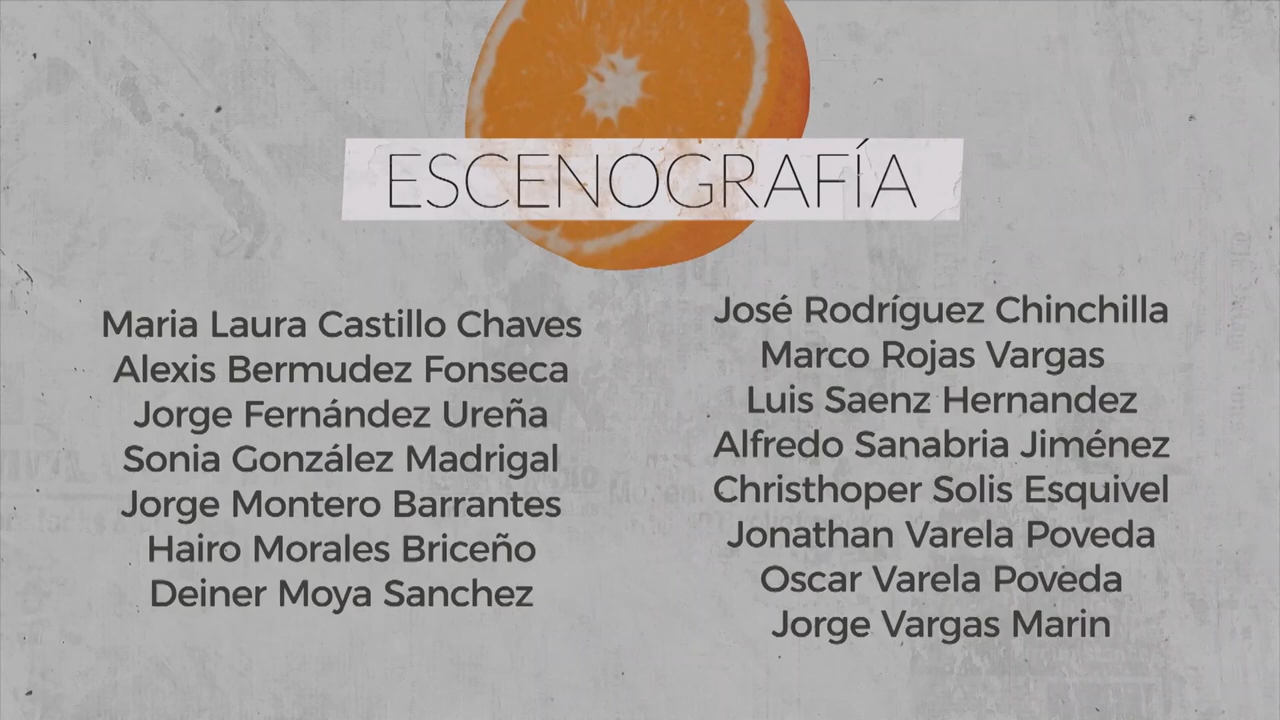 ESCENOGRAFÍA
Maria Laura Castillo Chaves
Alexis Bermudez Fonseca
Jorge Fernández Ureña
Sonia González Madrigal
Jorge Montero Barrantes
Hairo Morales Briceño
Deiner Moya Sanchez
José Rodríguez Chinchilla
Marco Rojas Vargas
Luis Saenz Hernandez
Alfredo Sanabria Jiménez
Christhoper Solis Esquivel
Jonathan Varela Poveda
Oscar Varela Poveda
Jorge Vargas Marin